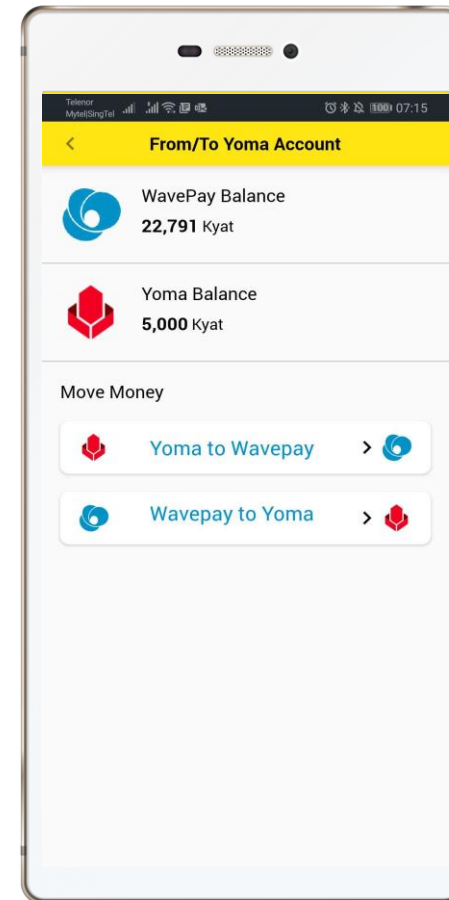 Telenor
Mytel|SingTel
100 07:15
From/To Yoma Account
WavePay Balance
22,791 Kyat
Yoma Balance
5,000 Kyat
Move Money
Yoma to Wavepay
Wavepay to Yoma